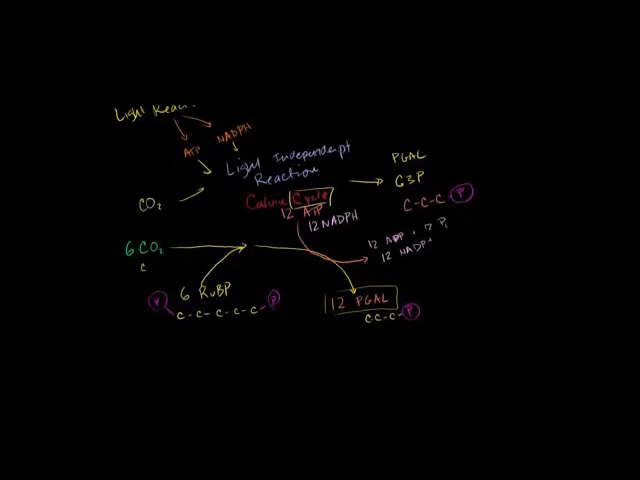 Light React
ATP
NADPH
Light Independent
Reaction
CO₂
Calvin Cycle
PGAL
G3P
C-C-C-P
12 ATP
12 NADPH
12 ADP + 12 Pi
12 NADP⁺
6 CO₂
C
6 RuBP
P C-C-C-C-C-P
12 PGAL
CC-C-P